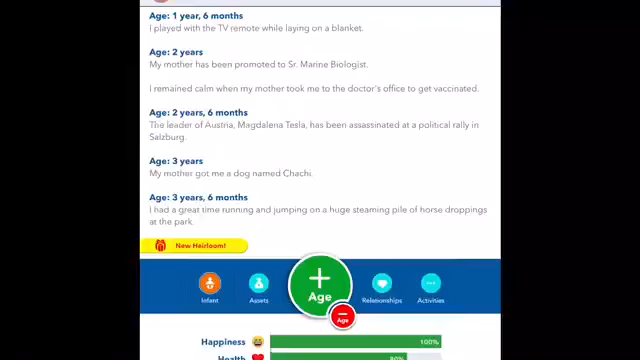 Age: 1 year, 6 months
I played with the TV remote while laying on a blanket.
Age: 2 years
My mother has been promoted to Sr. Marine Biologist.
I remained calm when my mother took me to the doctor's office to get vaccinated.
Age: 2 years, 6 months
The leader of Austria, Magdalena Tesla, has been assassinated at a political rally in
Salzburg.
Age: 3 years
My mother got me a dog named Chachi.
Age: 3 years, 6 months
I had a great time running and jumping on a huge steaming pile of horse droppings
at the park.
New Heirloom!
Infant
Assets
Age
Relationships
Activities
Age
Happiness
100%
Health
80%